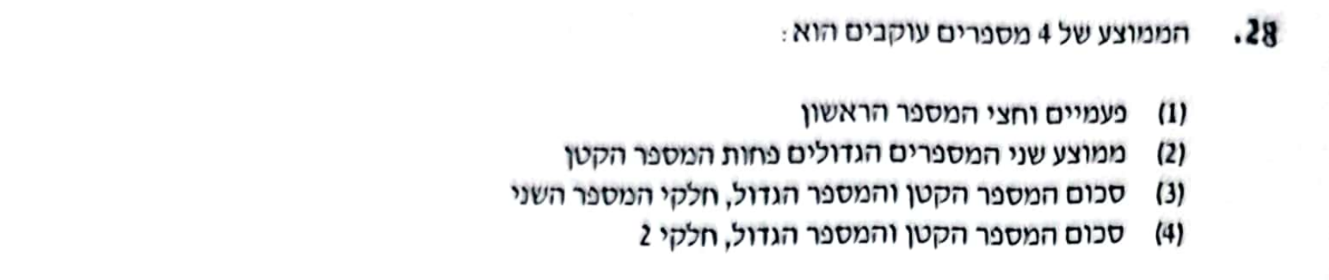 28. הממוצע של 4 מספרים עוקבים הוא:
(1) פעמיים וחצי המספר הראשון
(2) ממוצע שני המספרים הגדולים פחות המספר הקטן
(3) סכום המספר הקטן והמספר הגדול, חלקי המספר השני
(4) סכום המספר הקטן והמספר הגדול, חלקי 2